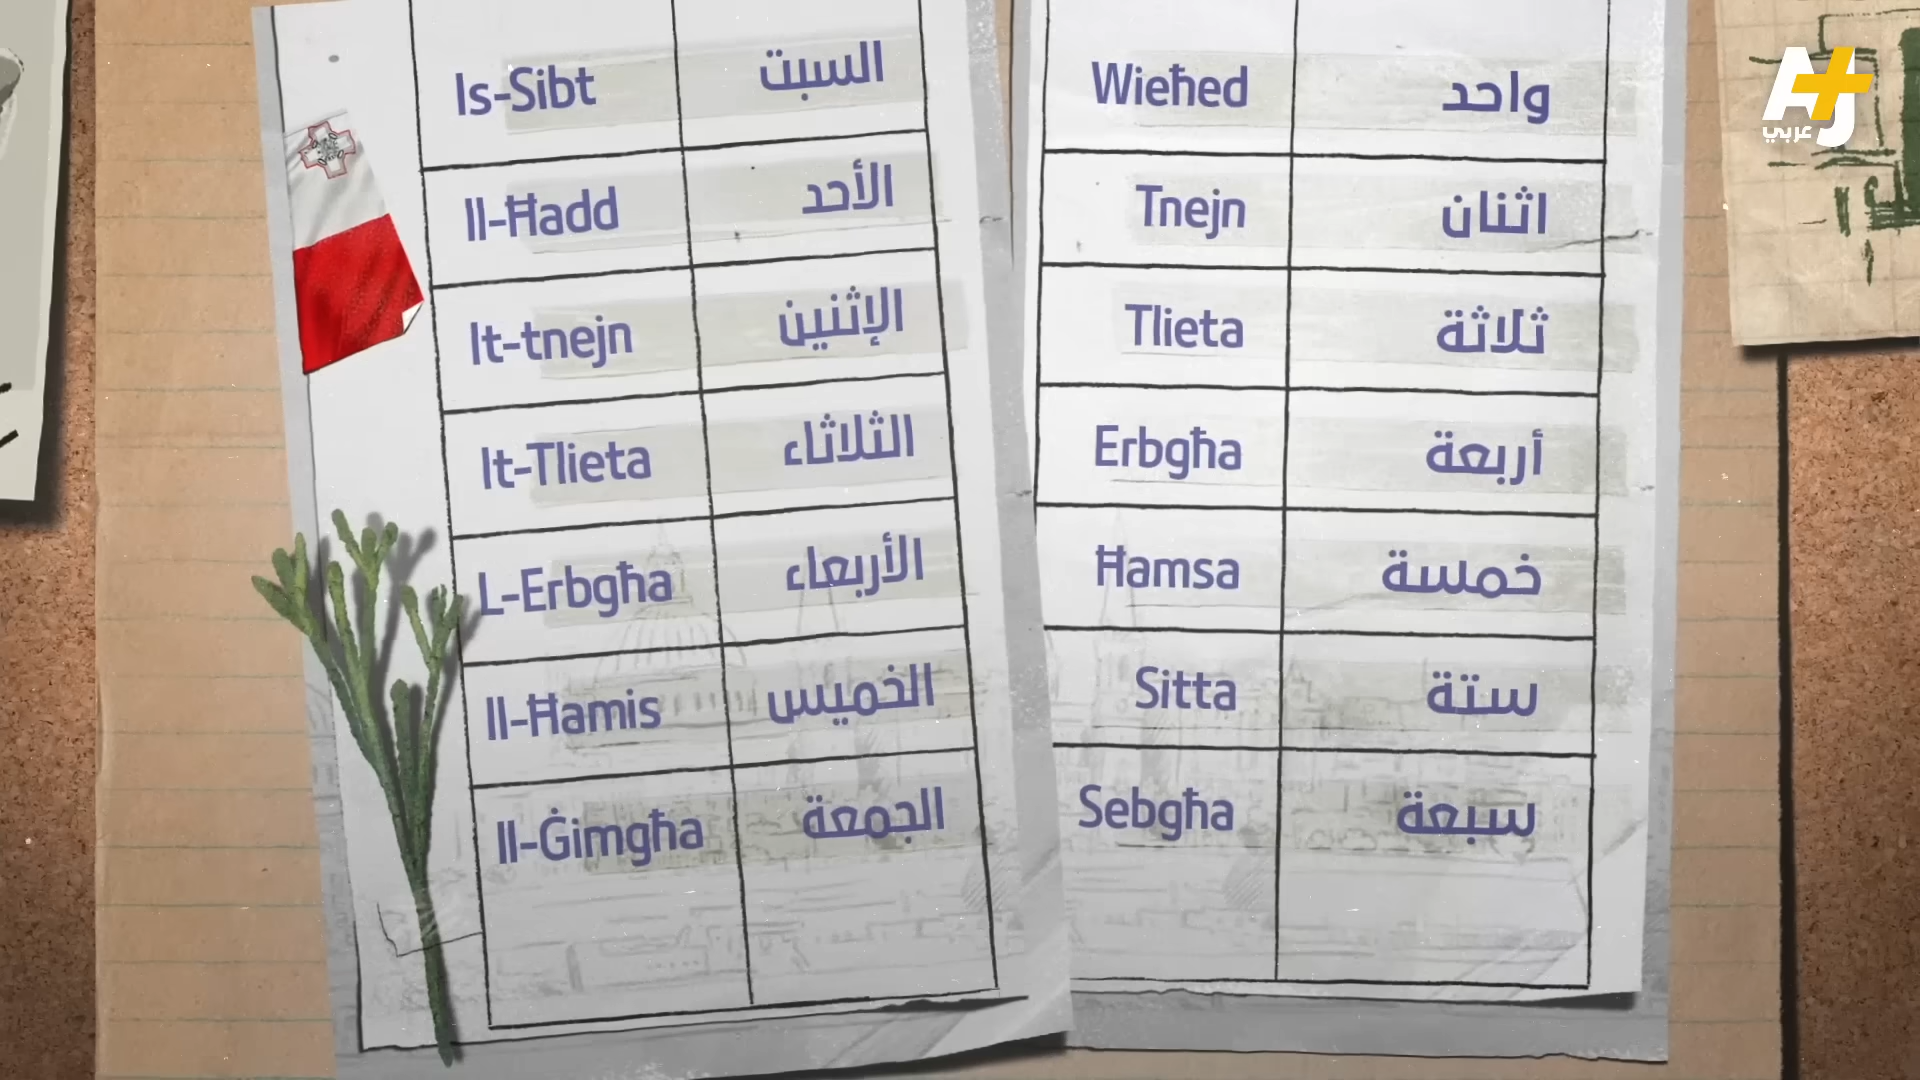 Is-Sibt السبت
Il-Ħadd الأحد
It-tnejn الإثنين
It-Tlieta الثلاثاء
L-Erbgħa الأربعاء
Il-Ħamis الخميس
Il-Ġimgħa الجمعة
Wieħed واحد
Tnejn اثنان
Tlieta ثلاثة
Erbgħa أربعة
Ħamsa خمسة
Sitta ستة
Sebgħa سبعة
AJ+
عربي